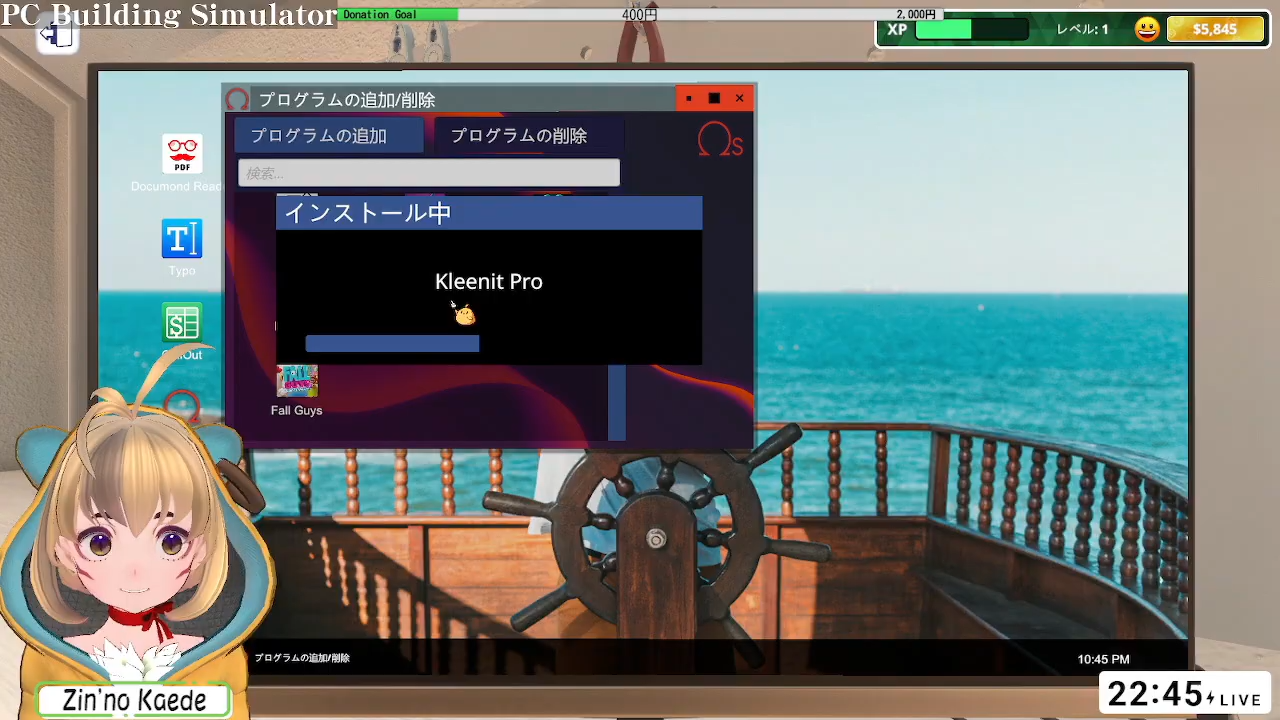 PC Building Simulator
Donation Goal
400円
2,000円
XP
レベル: 1
$5,845
プログラムの追加/削除
プログラムの追加
プログラムの削除
Ωs
検索...
PDF
Documond Read
インストール中
T
Typo
Kleenit Pro
$
Fall Guys
プログラムの追加/削除
10:45 PM
Zin'no Kaede
22:45 LIVE